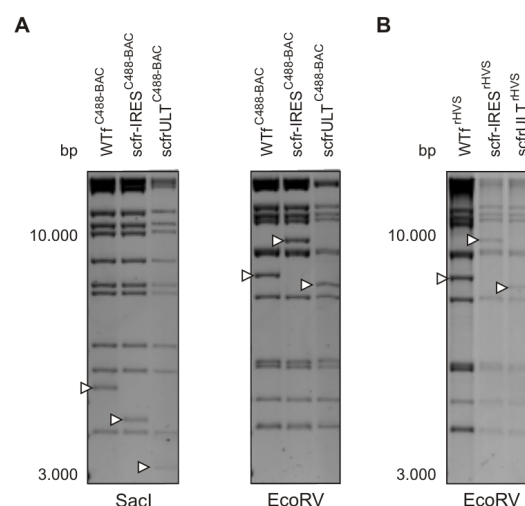 A
B
bp
WTf C488-BAC
scfr-IRES C488-BAC
scfrULT C488-BAC
WTf C488-BAC
scfr-IRES C488-BAC
scfrULT C488-BAC
bp
WTf rHVS
scfr-IRES rHVS
scfrULT rHVS
10.000
10.000
3.000
3.000
SacI
EcoRV
EcoRV